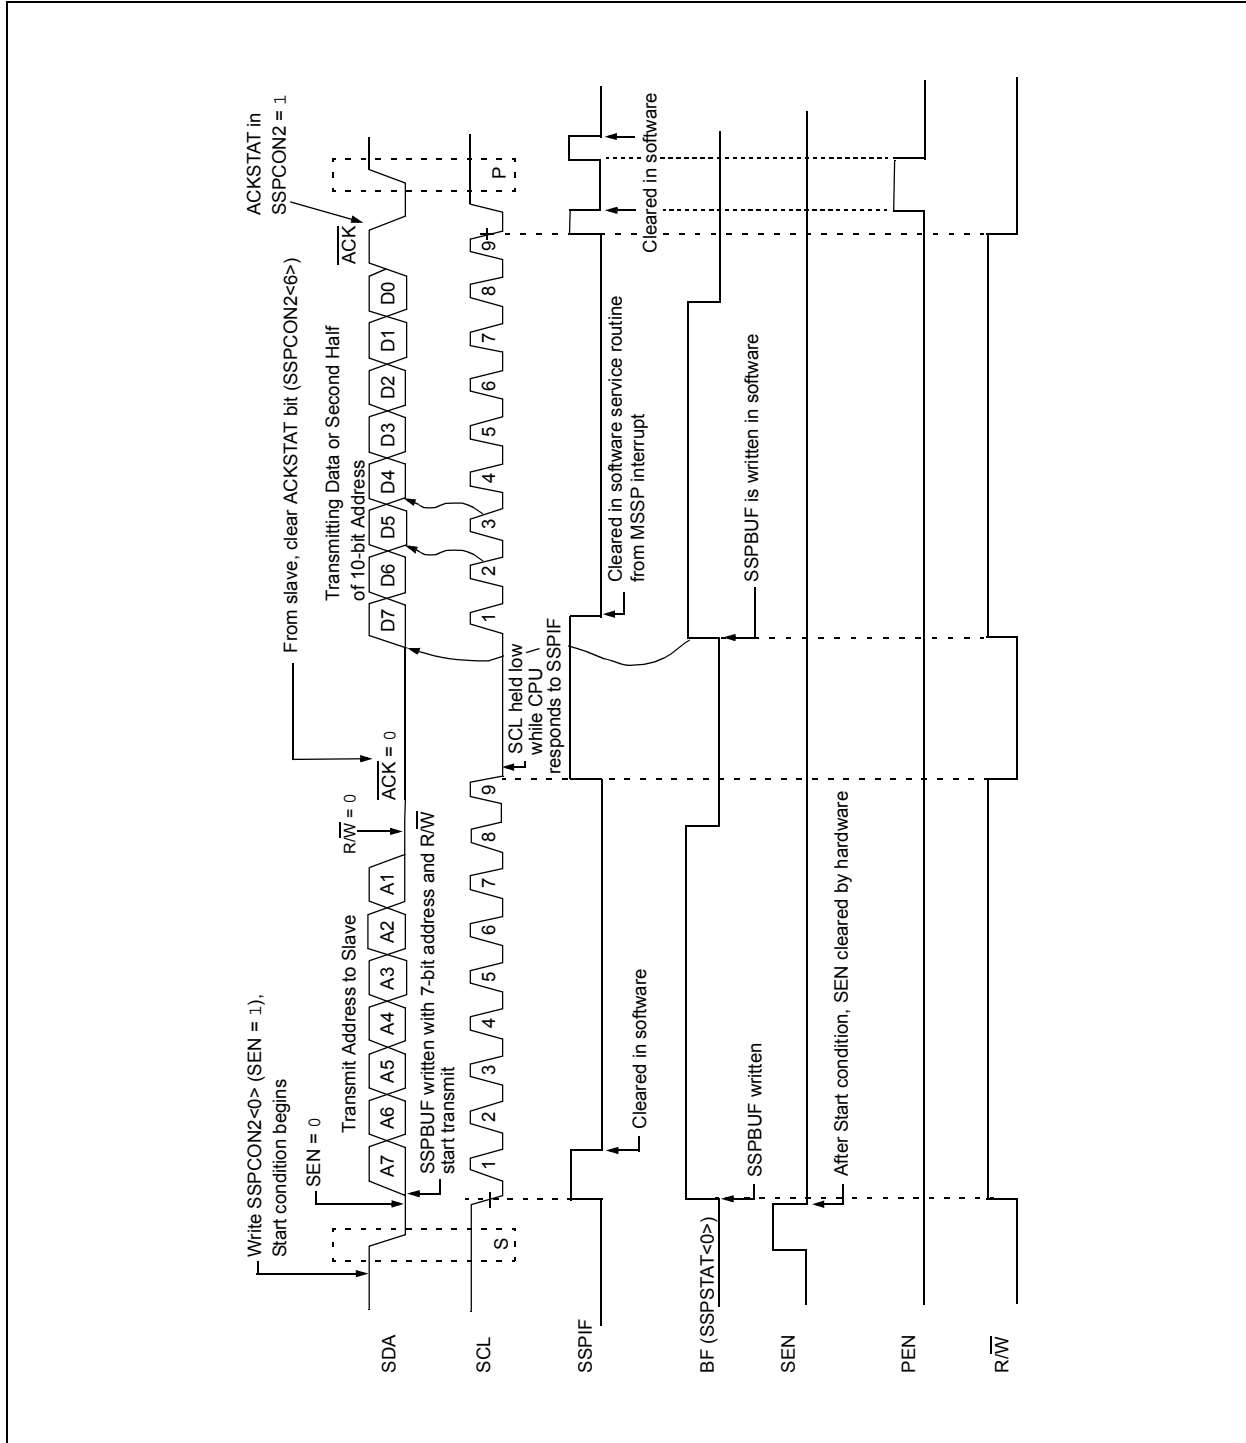 Write SSPCON2<0> (SEN = 1),
Start condition begins
SEN = 0
From slave, clear ACKSTAT bit (SSPCON2<6>)
ACKSTAT in
SSPCON2 = 1
Transmit Address to Slave
R/W = 0
Transmitting Data or Second Half
of 10-bit Address
ACK
SDA
A7 A6 A5 A4 A3 A2 A1
ACK = 0
D7 D6 D5 D4 D3 D2 D1 D0
SSPBUF written with 7-bit address and R/W
start transmit
SCL
S
1 2 3 4 5 6 7 8 9
1 2 3 4 5 6 7 8 9
P
SCL held low
while CPU
responds to SSPIF
SSPIF
Cleared in software
Cleared in software service routine
from MSSP interrupt
Cleared in software
Cleared in software
BF (SSPSTAT<0>)
SSPBUF written
SSPBUF is written in software
SEN
After Start condition, SEN cleared by hardware
PEN
R/W